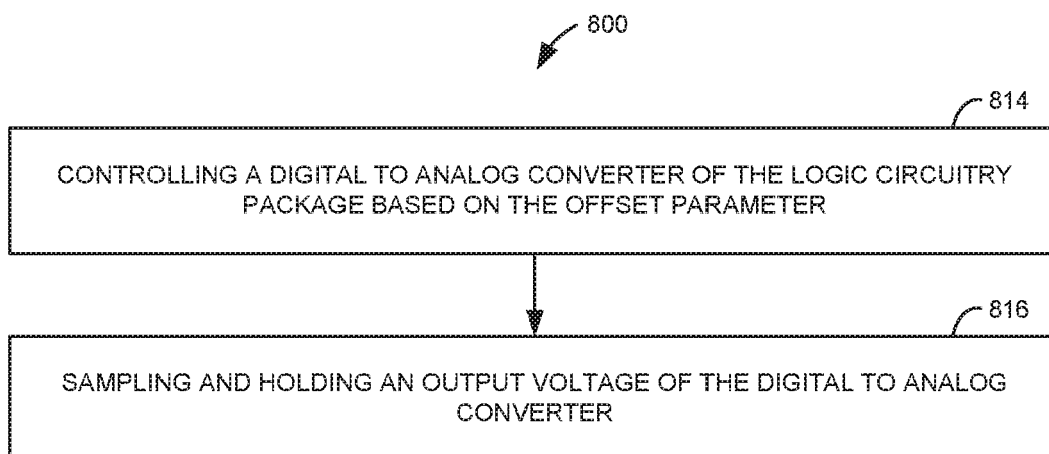 800
814
CONTROLLING A DIGITAL TO ANALOG CONVERTER OF THE LOGIC CIRCUITRY
PACKAGE BASED ON THE OFFSET PARAMETER
816
SAMPLING AND HOLDING AN OUTPUT VOLTAGE OF THE DIGITAL TO ANALOG
CONVERTER